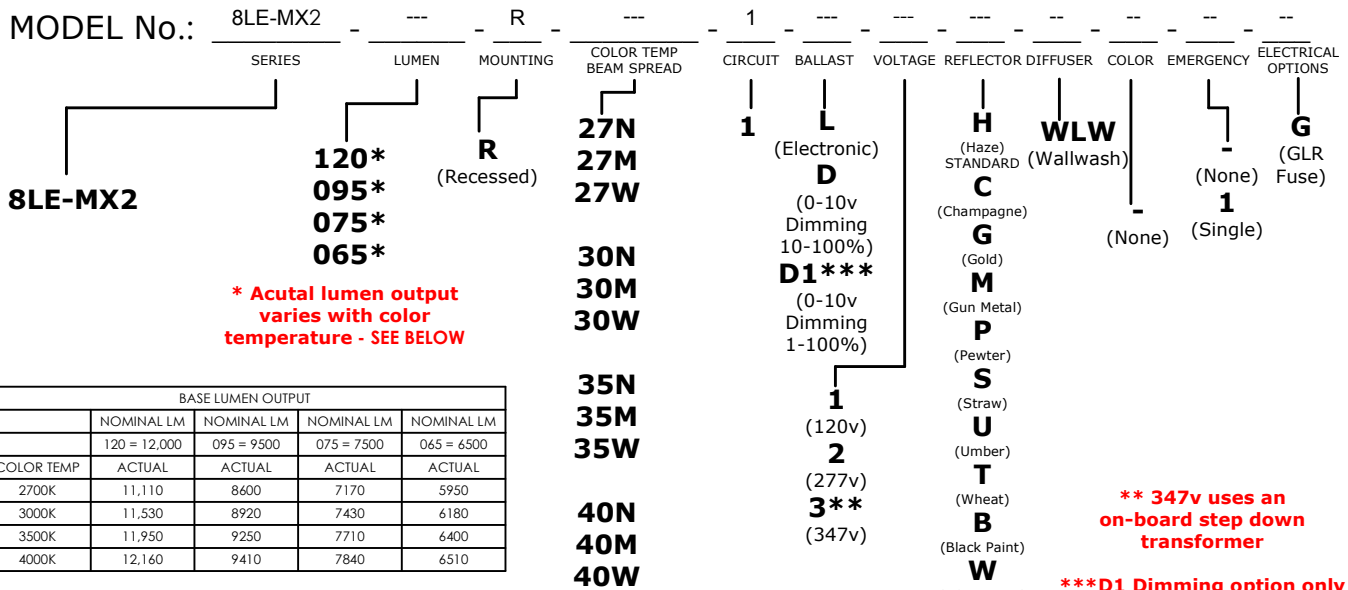 MODEL No.: 8LE-MX2 - --- - R - --- - 1 - --- - --- - --- - -- - -- - -- - --
SERIES LUMEN MOUNTING COLOR TEMP BEAM SPREAD CIRCUIT BALLAST VOLTAGE REFLECTOR DIFFUSER COLOR EMERGENCY ELECTRICAL OPTIONS
8LE-MX2
120*
095*
075*
065*
* Acutal lumen output
varies with color
temperature - SEE BELOW
R
(Recessed)
27N
27M
27W
30N
30M
30W
35N
35M
35W
40N
40M
40W
1
L
(Electronic)
D
(0-10v
Dimming
10-100%)
D1***
(0-10v
Dimming
1-100%)
1
(120v)
2
(277v)
3**
(347v)
H
(Haze)
STANDARD
C
(Champagne)
G
(Gold)
M
(Gun Metal)
P
(Pewter)
S
(Straw)
U
(Umber)
T
(Wheat)
B
(Black Paint)
W
WLW
(Wallwash)
-
(None)
-
(None)
1
(Single)
G
(GLR
Fuse)
BASE LUMEN OUTPUT
NOMINAL LM NOMINAL LM NOMINAL LM NOMINAL LM
120 = 12,000 095 = 9500 075 = 7500 065 = 6500
COLOR TEMP ACTUAL ACTUAL ACTUAL ACTUAL
2700K 11,110 8600 7170 5950
3000K 11,530 8920 7430 6180
3500K 11,950 9250 7710 6400
4000K 12,160 9410 7840 6510
** 347v uses an
on-board step down
transformer
***D1 Dimming option only